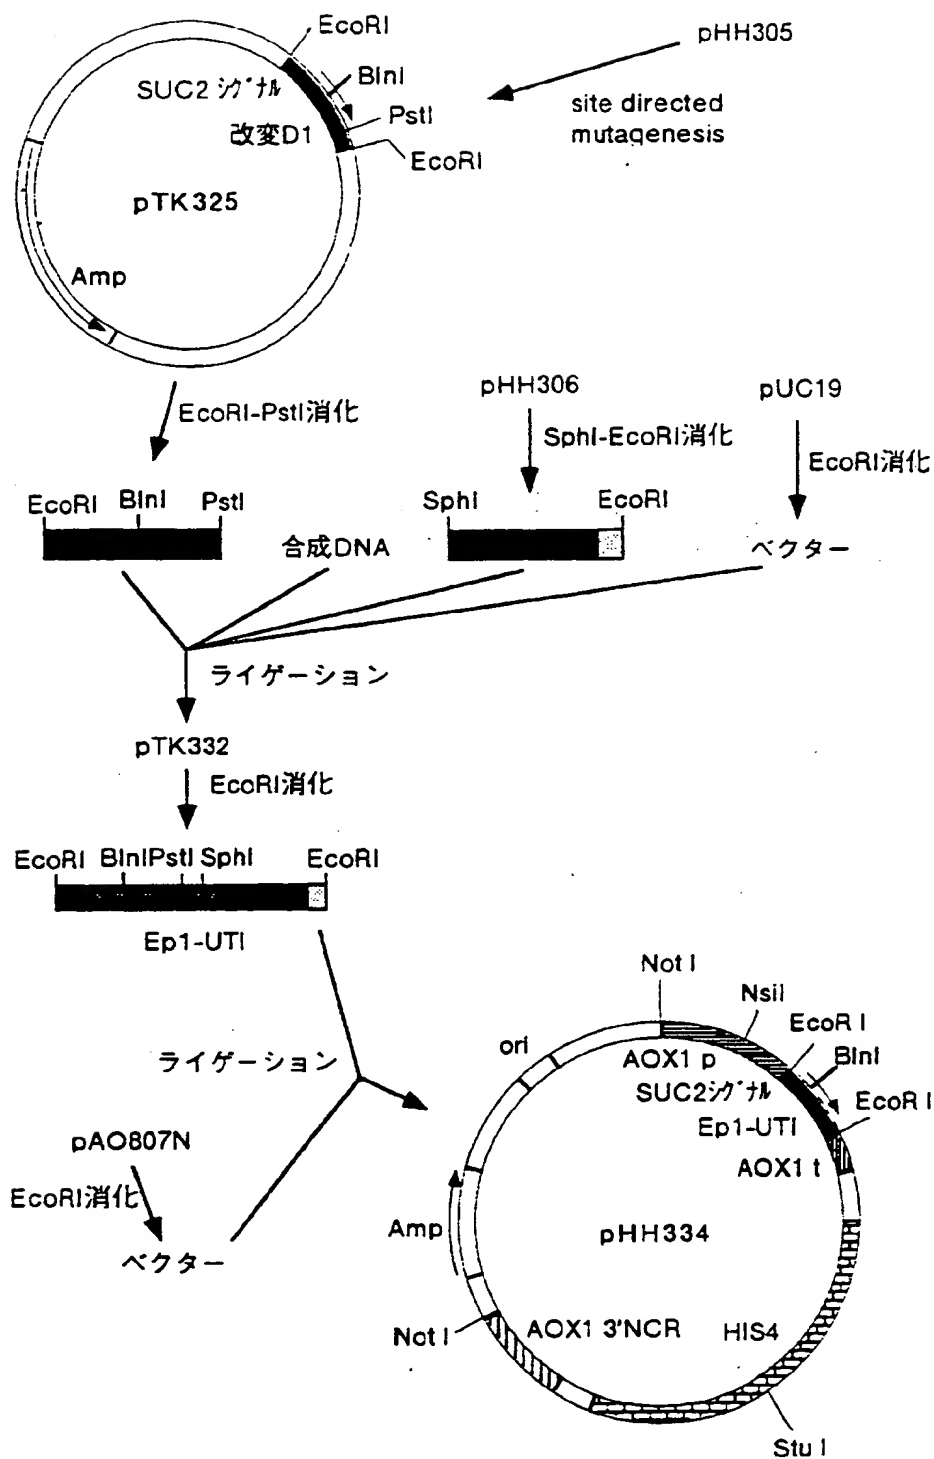 EcoRI
pHH305
BlnI
SUC2 シグナル
PstI
site directed
mutagenesis
改変D1
EcoRI
pTK325
Amp
EcoRI-PstI消化
pHH306
pUC19
SphI-EcoRI消化
EcoRI消化
EcoRI
BlnI
PstI
SphI
EcoRI
合成DNA
ベクター
ライゲーション
pTK332
EcoRI消化
EcoRI
BlnI
PstI
SphI
EcoRI
Ep1-UTI
Not I
NsiI
EcoR I
BlnI
ori
AOX1 p
ライゲーション
SUC2シグナル
EcoR I
Ep1-UTI
pAO807N
AOX1 t
EcoRI消化
Amp
pHH334
ベクター
Not I
AOX1 3'NCR
HIS4
Stu I